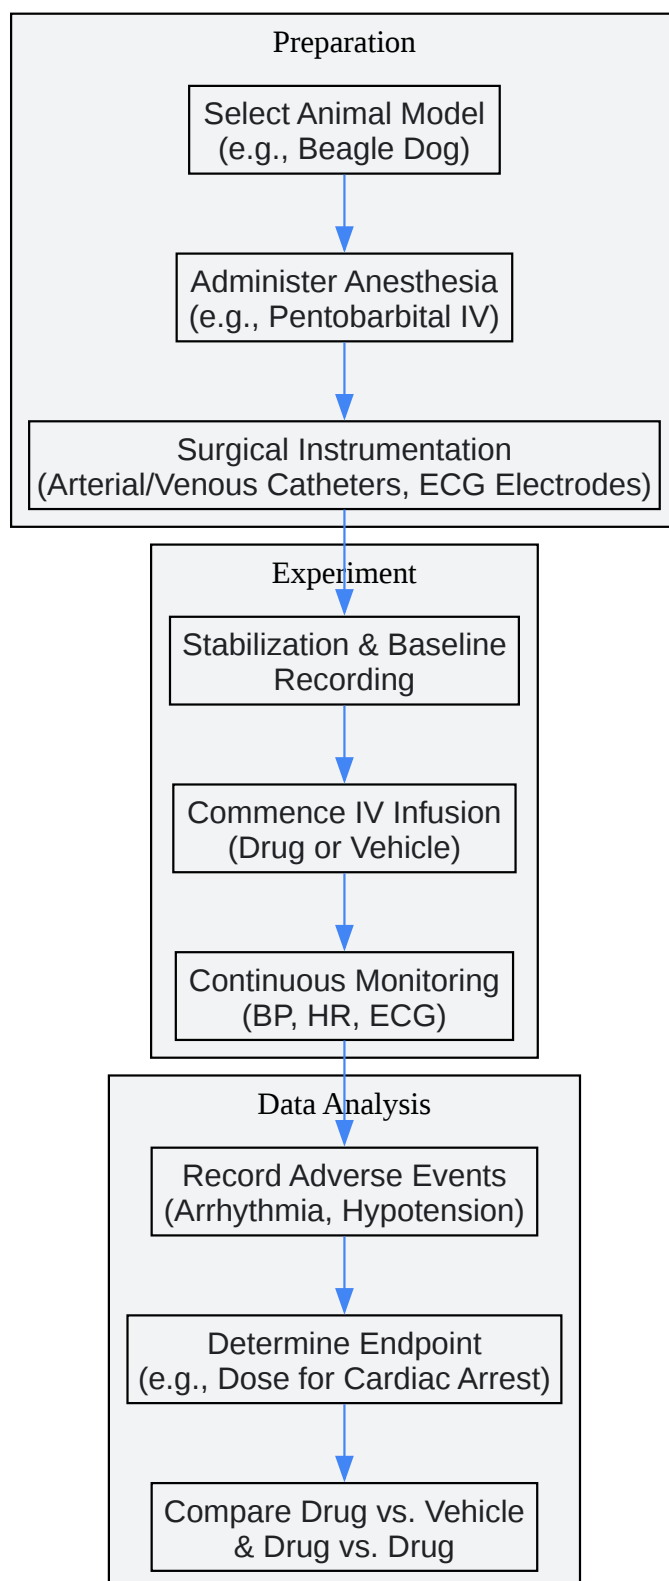 Preparation
Select Animal Model
(e.g., Beagle Dog)
Administer Anesthesia
(e.g., Pentobarbital IV)
Surgical Instrumentation
(Arterial/Venous Catheters, ECG Electrodes)
Experiment
Stabilization & Baseline
Recording
Commence IV Infusion
(Drug or Vehicle)
Continuous Monitoring
(BP, HR, ECG)
Data Analysis
Record Adverse Events
(Arrhythmia, Hypotension)
Determine Endpoint
(e.g., Dose for Cardiac Arrest)
Compare Drug vs. Vehicle
& Drug vs. Drug